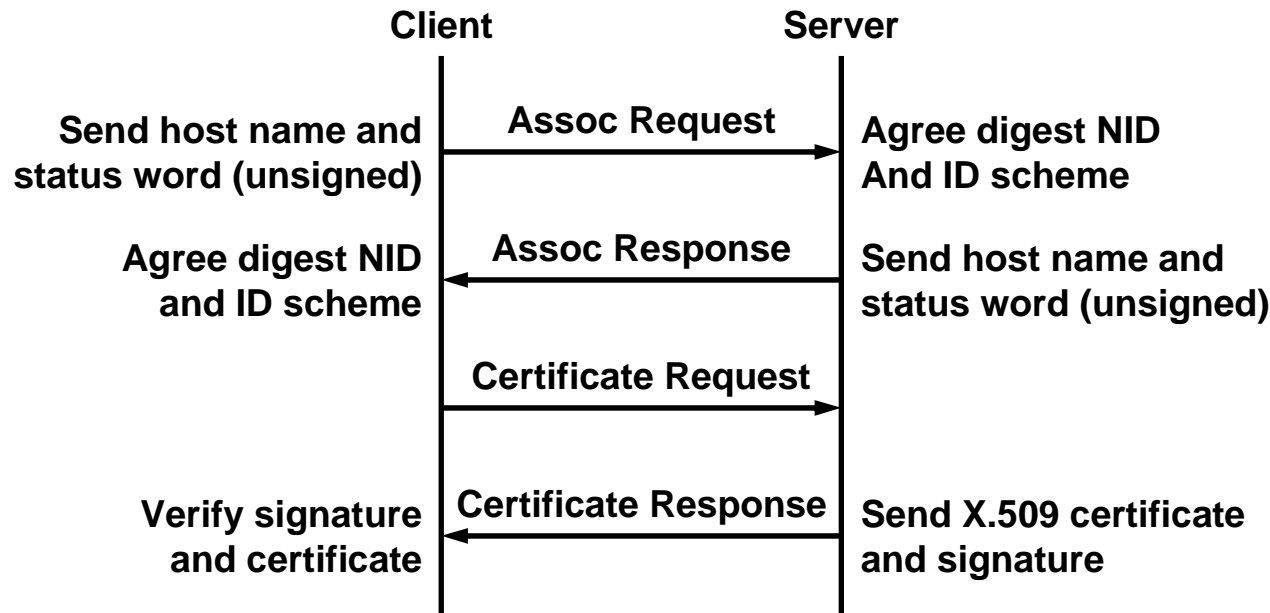 Client
Server
Send host name and
status word (unsigned)
Assoc Request
Agree digest NID
And ID scheme
Agree digest NID
and ID scheme
Assoc Response
Send host name and
status word (unsigned)
Certificate Request
Verify signature
and certificate
Certificate Response
Send X.509 certificate
and signature